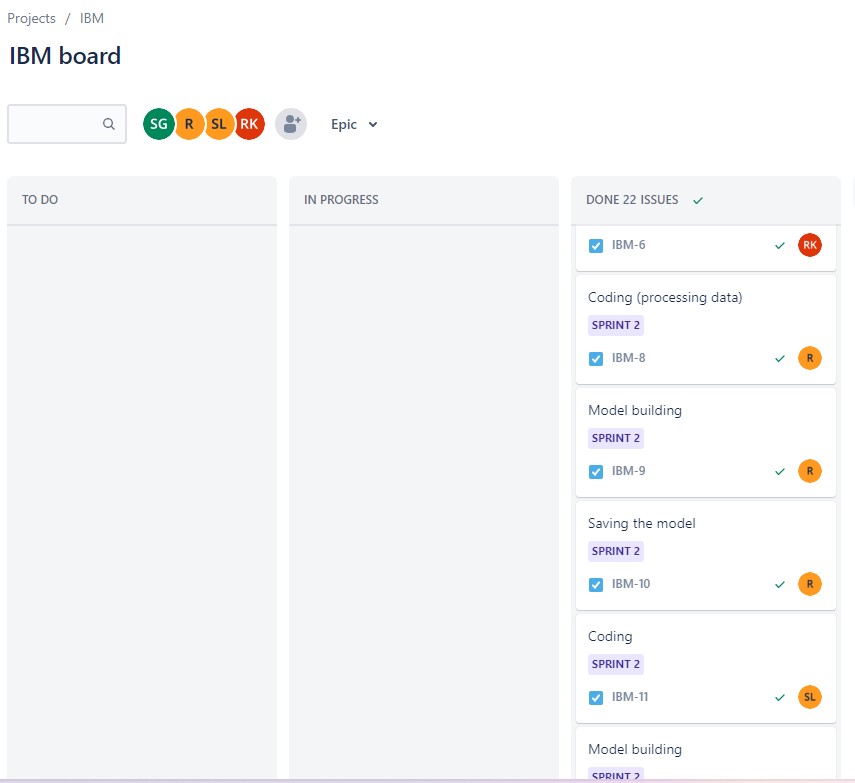 Projects / IBM
IBM board
SG R SL RK Epic
TO DO
IN PROGRESS
DONE 22 ISSUES
IBM-6 RK
Coding (processing data)
SPRINT 2
IBM-8 R
Model building
SPRINT 2
IBM-9 R
Saving the model
SPRINT 2
IBM-10 R
Coding
SPRINT 2
IBM-11 SL
Model building
SPRINT 2